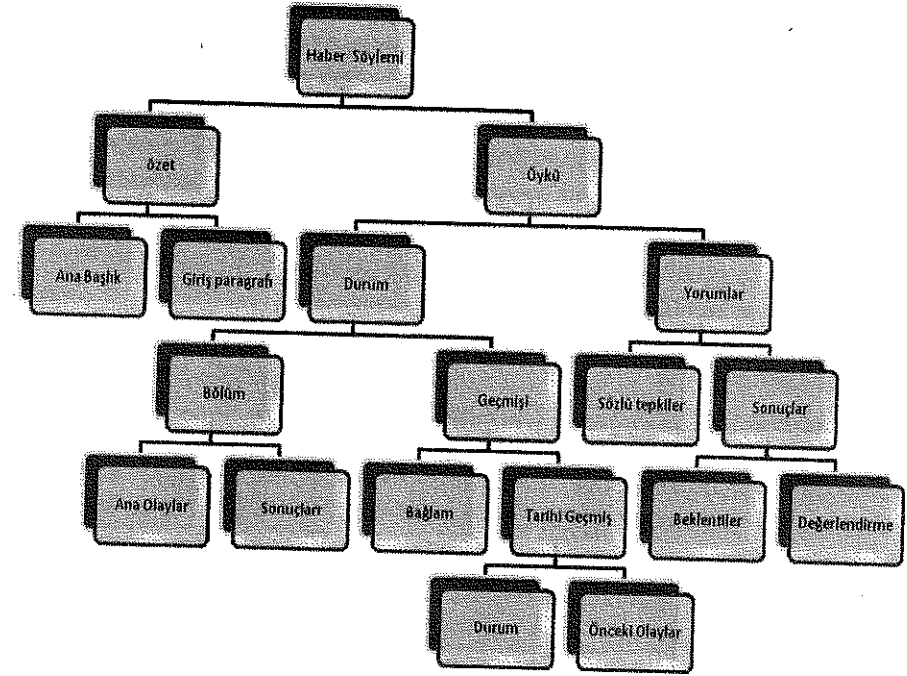 Haber Söylemi
özet
Öykü
Ana Başlık
Giriş paragrafı
Durum
Yorumlar
Bölüm
Geçmişi
Sözlü tepkiler
Sonuçlar
Ana Olaylar
Sonuçları
Bağlam
Tarihi Geçmiş
Beklentiler
Değerlendirme
Durum
Önceki Olaylar